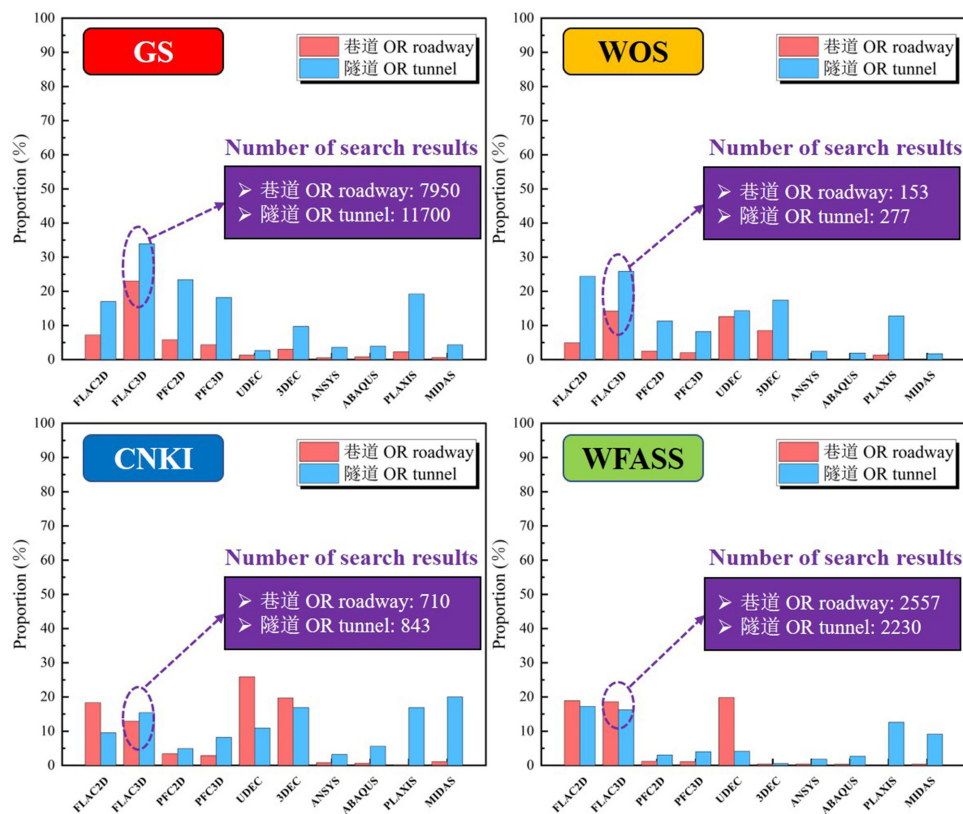 GS
巷道 OR roadway
隧道 OR tunnel
Number of search results
➤ 巷道 OR roadway: 7950
➤ 隧道 OR tunnel: 11700
Proportion (%)
100
90
80
70
60
50
40
30
20
10
0
FLAC2D
FLAC3D
PFC2D
PFC3D
UDEC
3DEC
ANSYS
ABAQUS
PLAXIS
MIDAS
WOS
巷道 OR roadway
隧道 OR tunnel
Number of search results
➤ 巷道 OR roadway: 153
➤ 隧道 OR tunnel: 277
Proportion (%)
100
90
80
70
60
50
40
30
20
10
0
FLAC2D
FLAC3D
PFC2D
PFC3D
UDEC
3DEC
ANSYS
ABAQUS
PLAXIS
MIDAS
CNKI
巷道 OR roadway
隧道 OR tunnel
Number of search results
➤ 巷道 OR roadway: 710
➤ 隧道 OR tunnel: 843
Proportion (%)
100
90
80
70
60
50
40
30
20
10
0
FLAC2D
FLAC3D
PFC2D
PFC3D
UDEC
3DEC
ANSYS
ABAQUS
PLAXIS
MIDAS
WFASS
巷道 OR roadway
隧道 OR tunnel
Number of search results
➤ 巷道 OR roadway: 2557
➤ 隧道 OR tunnel: 2230
Proportion (%)
100
90
80
70
60
50
40
30
20
10
0
FLAC2D
FLAC3D
PFC2D
PFC3D
UDEC
3DEC
ANSYS
ABAQUS
PLAXIS
MIDAS